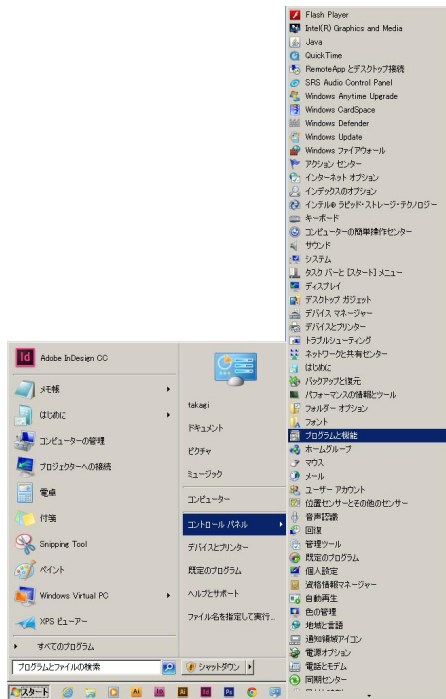 Flash Player
Intel(R) Graphics and Media
Java
QuickTime
RemoteApp とデスクトップ接続
SRS Audio Control Panel
Windows Anytime Upgrade
Windows CardSpace
Windows Defender
Windows Update
Windows ファイアウォール
アクション センター
インターネット オプション
インデックスのオプション
インテル® ラピッド・ストレージ・テクノロジー
キーボード
コンピューターの簡単操作センター
サウンド
システム
タスク バーと [スタート] メニュー
ディスプレイ
デスクトップ ガジェット
デバイス マネージャー
デバイスとプリンター
トラブルシューティング
ネットワークと共有センター
はじめに
バックアップと復元
パフォーマンスの情報とツール
フォルダー オプション
フォント
プログラムと機能
ホームグループ
マウス
メール
ユーザー アカウント
位置センサーとその他のセンサー
音声認識
回復
管理ツール
既定のプログラム
個人設定
資格情報マネージャー
自動再生
色の管理
地域と言語
通知領域アイコン
電源オプション
電話とモデム
同期センター
Adobe InDesign CC
メモ帳
はじめに
コンピューターの管理
プロジェクターへの接続
電卓
付箋
Snipping Tool
ペイント
Windows Virtual PC
XPS ビューアー
すべてのプログラム
プログラムとファイルの検索
takagi
ドキュメント
ピクチャ
ミュージック
コンピューター
コントロール パネル
デバイスとプリンター
既定のプログラム
ヘルプとサポート
ファイル名を指定して実行...
シャットダウン
スタート